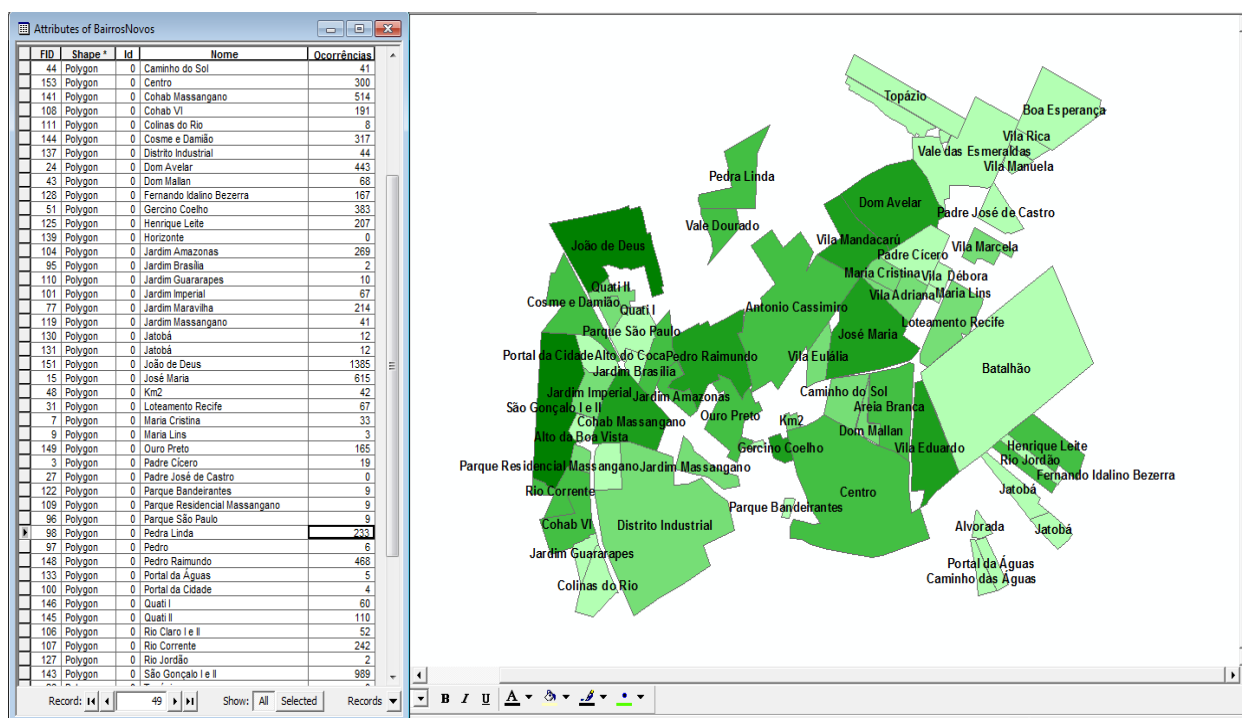 Attributes of BairrosNovos
FID Shape * Id Nome Ocorrências
44 Polygon 0 Caminho do Sol 41
153 Polygon 0 Centro 300
141 Polygon 0 Cohab Massangano 514
108 Polygon 0 Cohab VI 191
111 Polygon 0 Colinas do Rio 8
144 Polygon 0 Cosme e Damião 317
137 Polygon 0 Distrito Industrial 44
24 Polygon 0 Dom Avelar 443
43 Polygon 0 Dom Mallan 68
128 Polygon 0 Fernando Idalino Bezerra 167
51 Polygon 0 Gercino Coelho 383
125 Polygon 0 Henrique Leite 207
139 Polygon 0 Horizonte 0
104 Polygon 0 Jardim Amazonas 269
95 Polygon 0 Jardim Brasília 2
110 Polygon 0 Jardim Guararapes 10
101 Polygon 0 Jardim Imperial 67
77 Polygon 0 Jardim Maravilha 214
119 Polygon 0 Jardim Massangano 41
130 Polygon 0 Jatobá 12
131 Polygon 0 Jatobá 12
151 Polygon 0 João de Deus 1385
15 Polygon 0 José Maria 615
48 Polygon 0 Km2 42
31 Polygon 0 Loteamento Recife 67
7 Polygon 0 Maria Cristina 33
9 Polygon 0 Maria Lins 3
149 Polygon 0 Ouro Preto 165
3 Polygon 0 Padre Cícero 19
27 Polygon 0 Padre José de Castro 0
122 Polygon 0 Parque Bandeirantes 9
109 Polygon 0 Parque Residencial Massangano 9
96 Polygon 0 Parque São Paulo 9
98 Polygon 0 Pedra Linda 233
97 Polygon 0 Pedro 6
148 Polygon 0 Pedro Raimundo 468
133 Polygon 0 Portal da Águas 5
100 Polygon 0 Portal da Cidade 4
146 Polygon 0 Quati I 60
145 Polygon 0 Quati II 110
106 Polygon 0 Rio Claro I e II 52
107 Polygon 0 Rio Corrente 242
127 Polygon 0 Rio Jordão 2
143 Polygon 0 São Gonçalo I e II 989
Record: 49 Show: All Selected Records
Topázio
Boa Esperança
Vila Rica
Vale das Esmeraldas
Vila Manuela
Pedra Linda
Dom Avelar
Padre José de Castro
Vale Dourado
Vila Mandacarú
João de Deus
Vila Marcela
Padre Cícero
Maria Cristina
Vila Débora
Quati II
Vila Adriana
Maria Lins
Cosme e Damião
Quati I
Antonio Cassimiro
Loteamento Recife
Parque São Paulo
José Maria
Portal da Cidade
Alto do Coca
Pedro Raimundo
Vila Eulália
Batalhão
Jardim Brasília
Jardim Imperial
Jardim Amazonas
Caminho do Sol
São Gonçalo I e II
Areia Branca
Ouro Preto
Km2
Cohab Massangano
Dom Mallan
Alto da Boa Vista
Gercino Coelho
Vila Eduardo
Henrique Leite
Rio Jordão
Parque Residencial Massangano
Jardim Massangano
Fernando Idalino Bezerra
Rio Corrente
Centro
Jatobá
Parque Bandeirantes
Cohab VI
Distrito Industrial
Alvorada
Jatobá
Jardim Guararapes
Portal da Águas
Caminho das Águas
Colinas do Rio
B I U A